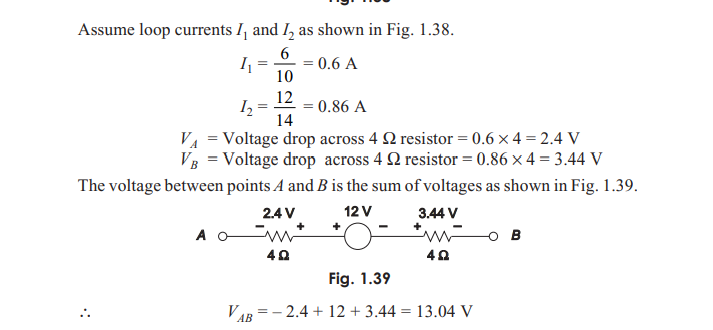 Assume loop currents I₁ and I₂ as shown in Fig. 1.38.
I₁ = 6/10 = 0.6 A
I₂ = 12/14 = 0.86 A
V_A = Voltage drop across 4 Ω resistor = 0.6 × 4 = 2.4 V
V_B = Voltage drop across 4 Ω resistor = 0.86 × 4 = 3.44 V
The voltage between points A and B is the sum of voltages as shown in Fig. 1.39.
2.4 V 12 V 3.44 V
− + + − + −
A B
4 Ω 4 Ω
Fig. 1.39
∴ V_AB = – 2.4 + 12 + 3.44 = 13.04 V